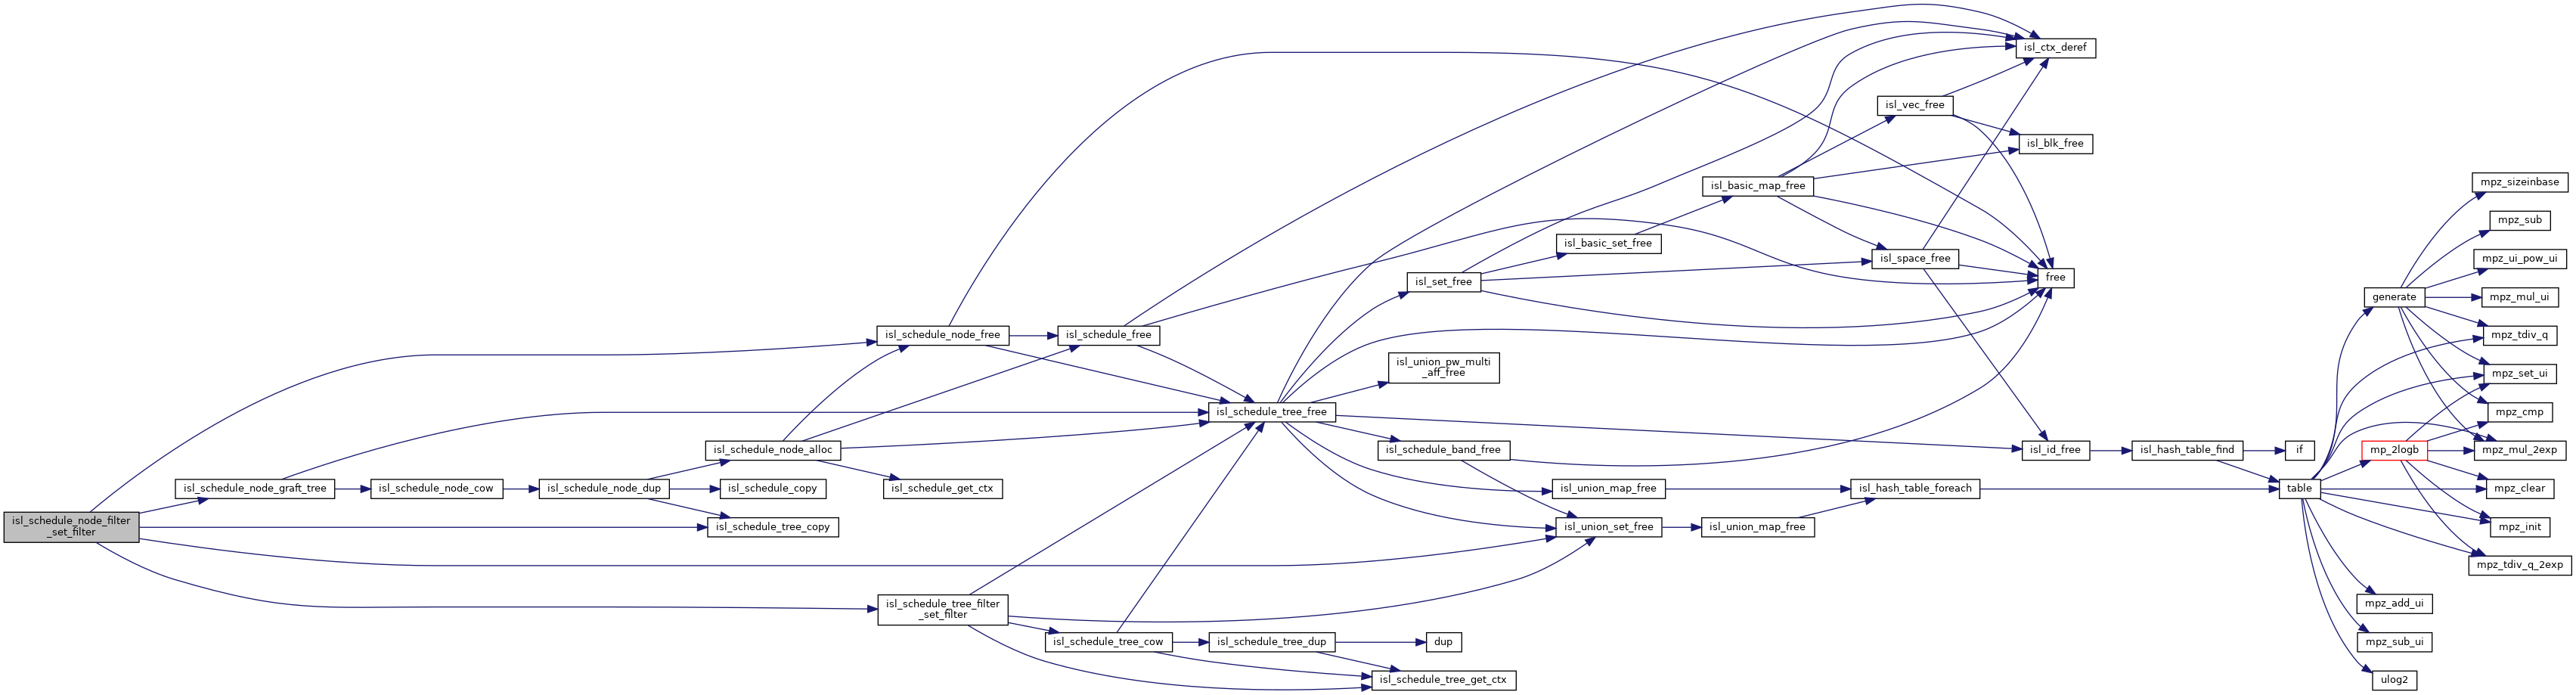 isl_schedule_node_filter
_set_filter
isl_schedule_node_graft_tree
isl_schedule_node_cow
isl_schedule_node_dup
isl_schedule_node_alloc
isl_schedule_copy
isl_schedule_tree_copy
isl_schedule_node_free
isl_schedule_get_ctx
isl_schedule_tree_filter
_set_filter
isl_schedule_free
isl_schedule_tree_cow
isl_schedule_tree_free
isl_schedule_tree_dup
isl_set_free
isl_union_pw_multi
_aff_free
isl_schedule_band_free
dup
isl_schedule_tree_get_ctx
isl_basic_set_free
isl_union_map_free
isl_union_set_free
isl_basic_map_free
isl_union_map_free
isl_vec_free
isl_space_free
isl_hash_table_foreach
isl_ctx_deref
isl_blk_free
free
isl_id_free
isl_hash_table_find
if
table
generate
mp_2logb
mpz_add_ui
mpz_sub_ui
ulog2
mpz_sizeinbase
mpz_sub
mpz_ui_pow_ui
mpz_mul_ui
mpz_tdiv_q
mpz_set_ui
mpz_cmp
mpz_mul_2exp
mpz_clear
mpz_init
mpz_tdiv_q_2exp